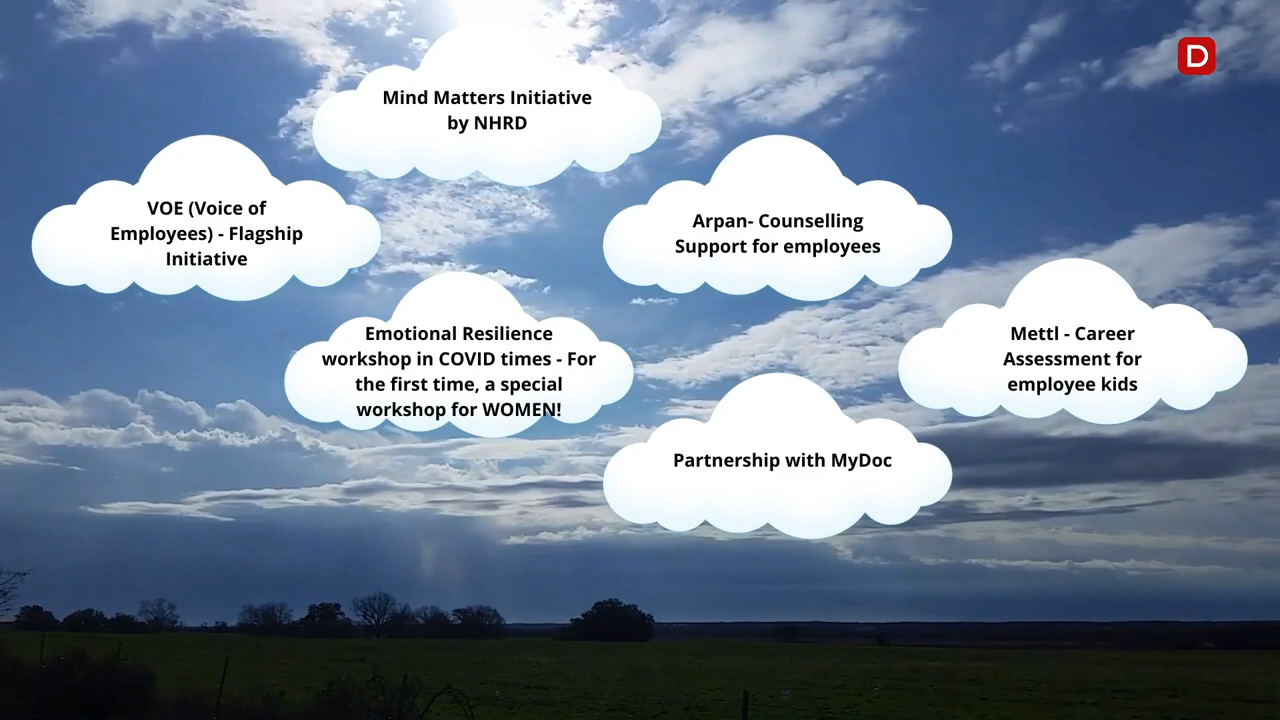 D
Mind Matters Initiative
by NHRD
VOE (Voice of
Employees) - Flagship
Initiative
Arpan- Counselling
Support for employees
Emotional Resilience
workshop in COVID times - For
the first time, a special
workshop for WOMEN!
Mettl - Career
Assessment for
employee kids
Partnership with MyDoc